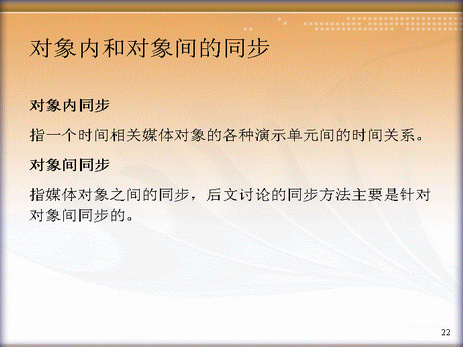 对象内和对象间的同步
对象内同步
指一个时间相关媒体对象的各种演示单元间的时间关系。
对象间同步
指媒体对象之间的同步，后文讨论的同步方法主要是针对
对象间同步的。
22